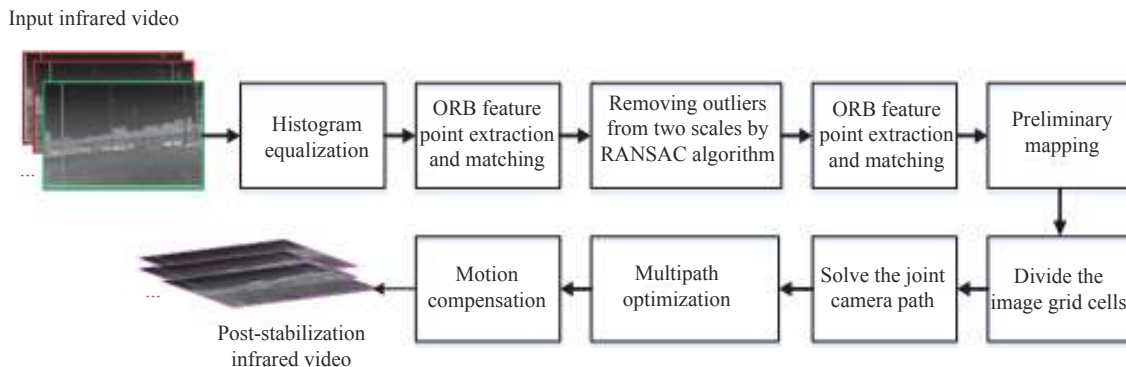 Input infrared video
Histogram
equalization
ORB feature
point extraction
and matching
Removing outliers
from two scales by
RANSAC algorithm
ORB feature
point extraction
and matching
Preliminary
mapping
Divide the
image grid cells
Solve the joint
camera path
Multipath
optimization
Motion
compensation
Post-stabilization
infrared video
...
...